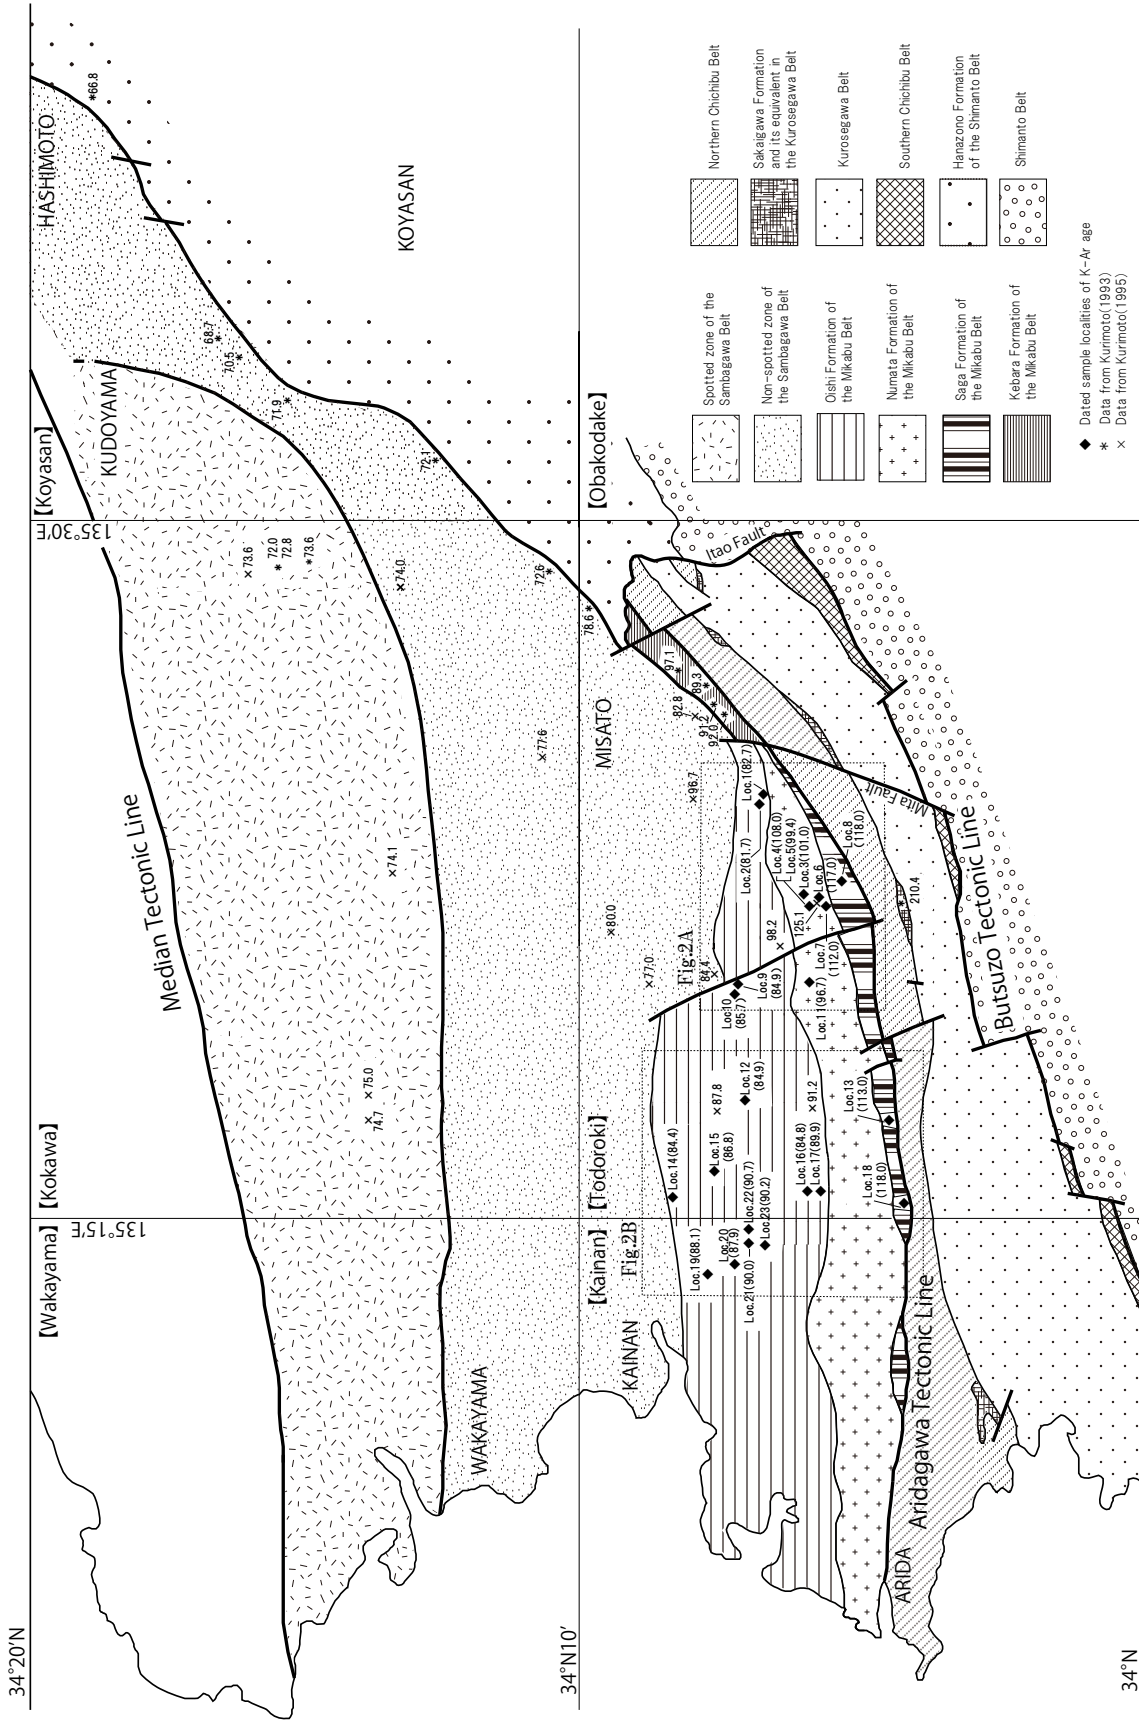 34°20'N
34°N10'
34°N
135°15'E
135°30'E
【Wakayama】
【Kokawa】
【Koyasan】
【Kainan】
【Todoroki】
【Obakodake】
HASHIMOTO
KUDOYAMA
KOYASAN
MISATO
WAKAYAMA
KAINAN
ARIDA
Median Tectonic Line
Aridagawa Tectonic Line
Butsuzo Tectonic Line
Itao Fault
Mita Fault
Fig.2A
Fig.2B
66.8
68.7
70.5
71.9
72.1
72.6
78.6
73.6
72.0
72.8
73.6
74.0
77.6
74.1
80.0
77.0
75.0
74.7
97.1
89.3
82.8
91.2
92.0
96.7
84.4
98.2
125.1
87.8
91.2
210.4
Loc.1(82.7)
Loc.2(81.7)
Loc.4(108.0)
Loc.5(99.4)
Loc.3(101.0)
Loc.6
(117.0)
Loc.8
(118.0)
Loc.7
(112.0)
Loc.9
(84.9)
Loc.10
(85.7)
Loc.11(96.7)
Loc.12
(84.9)
Loc.13
(113.0)
Loc.14(84.4)
Loc.15
(86.8)
Loc.16(84.8)
Loc.17(89.9)
Loc.18
(118.0)
Loc.19(88.1)
Loc.20
(87.9)
Loc.21(90.0)
Loc.22(90.7)
Loc.23(90.2)
Spotted zone of the
Sambagawa Belt
Non-spotted zone of
the Sambagawa Belt
Oishi Formation of
the Mikabu Belt
Numata Formation of
the Mikabu Belt
Saga Formation of
the Mikabu Belt
Kebara Formation of
the Mikabu Belt
Northern Chichibu Belt
Sakaigawa Formation
and its equivalent in
the Kurosegawa Belt
Kurosegawa Belt
Southern Chichibu Belt
Hanazono Formation
of the Shimanto Belt
Shimanto Belt
◆ Dated sample localities of K-Ar age
* Data from Kurimoto(1993)
× Data from Kurimoto(1995)